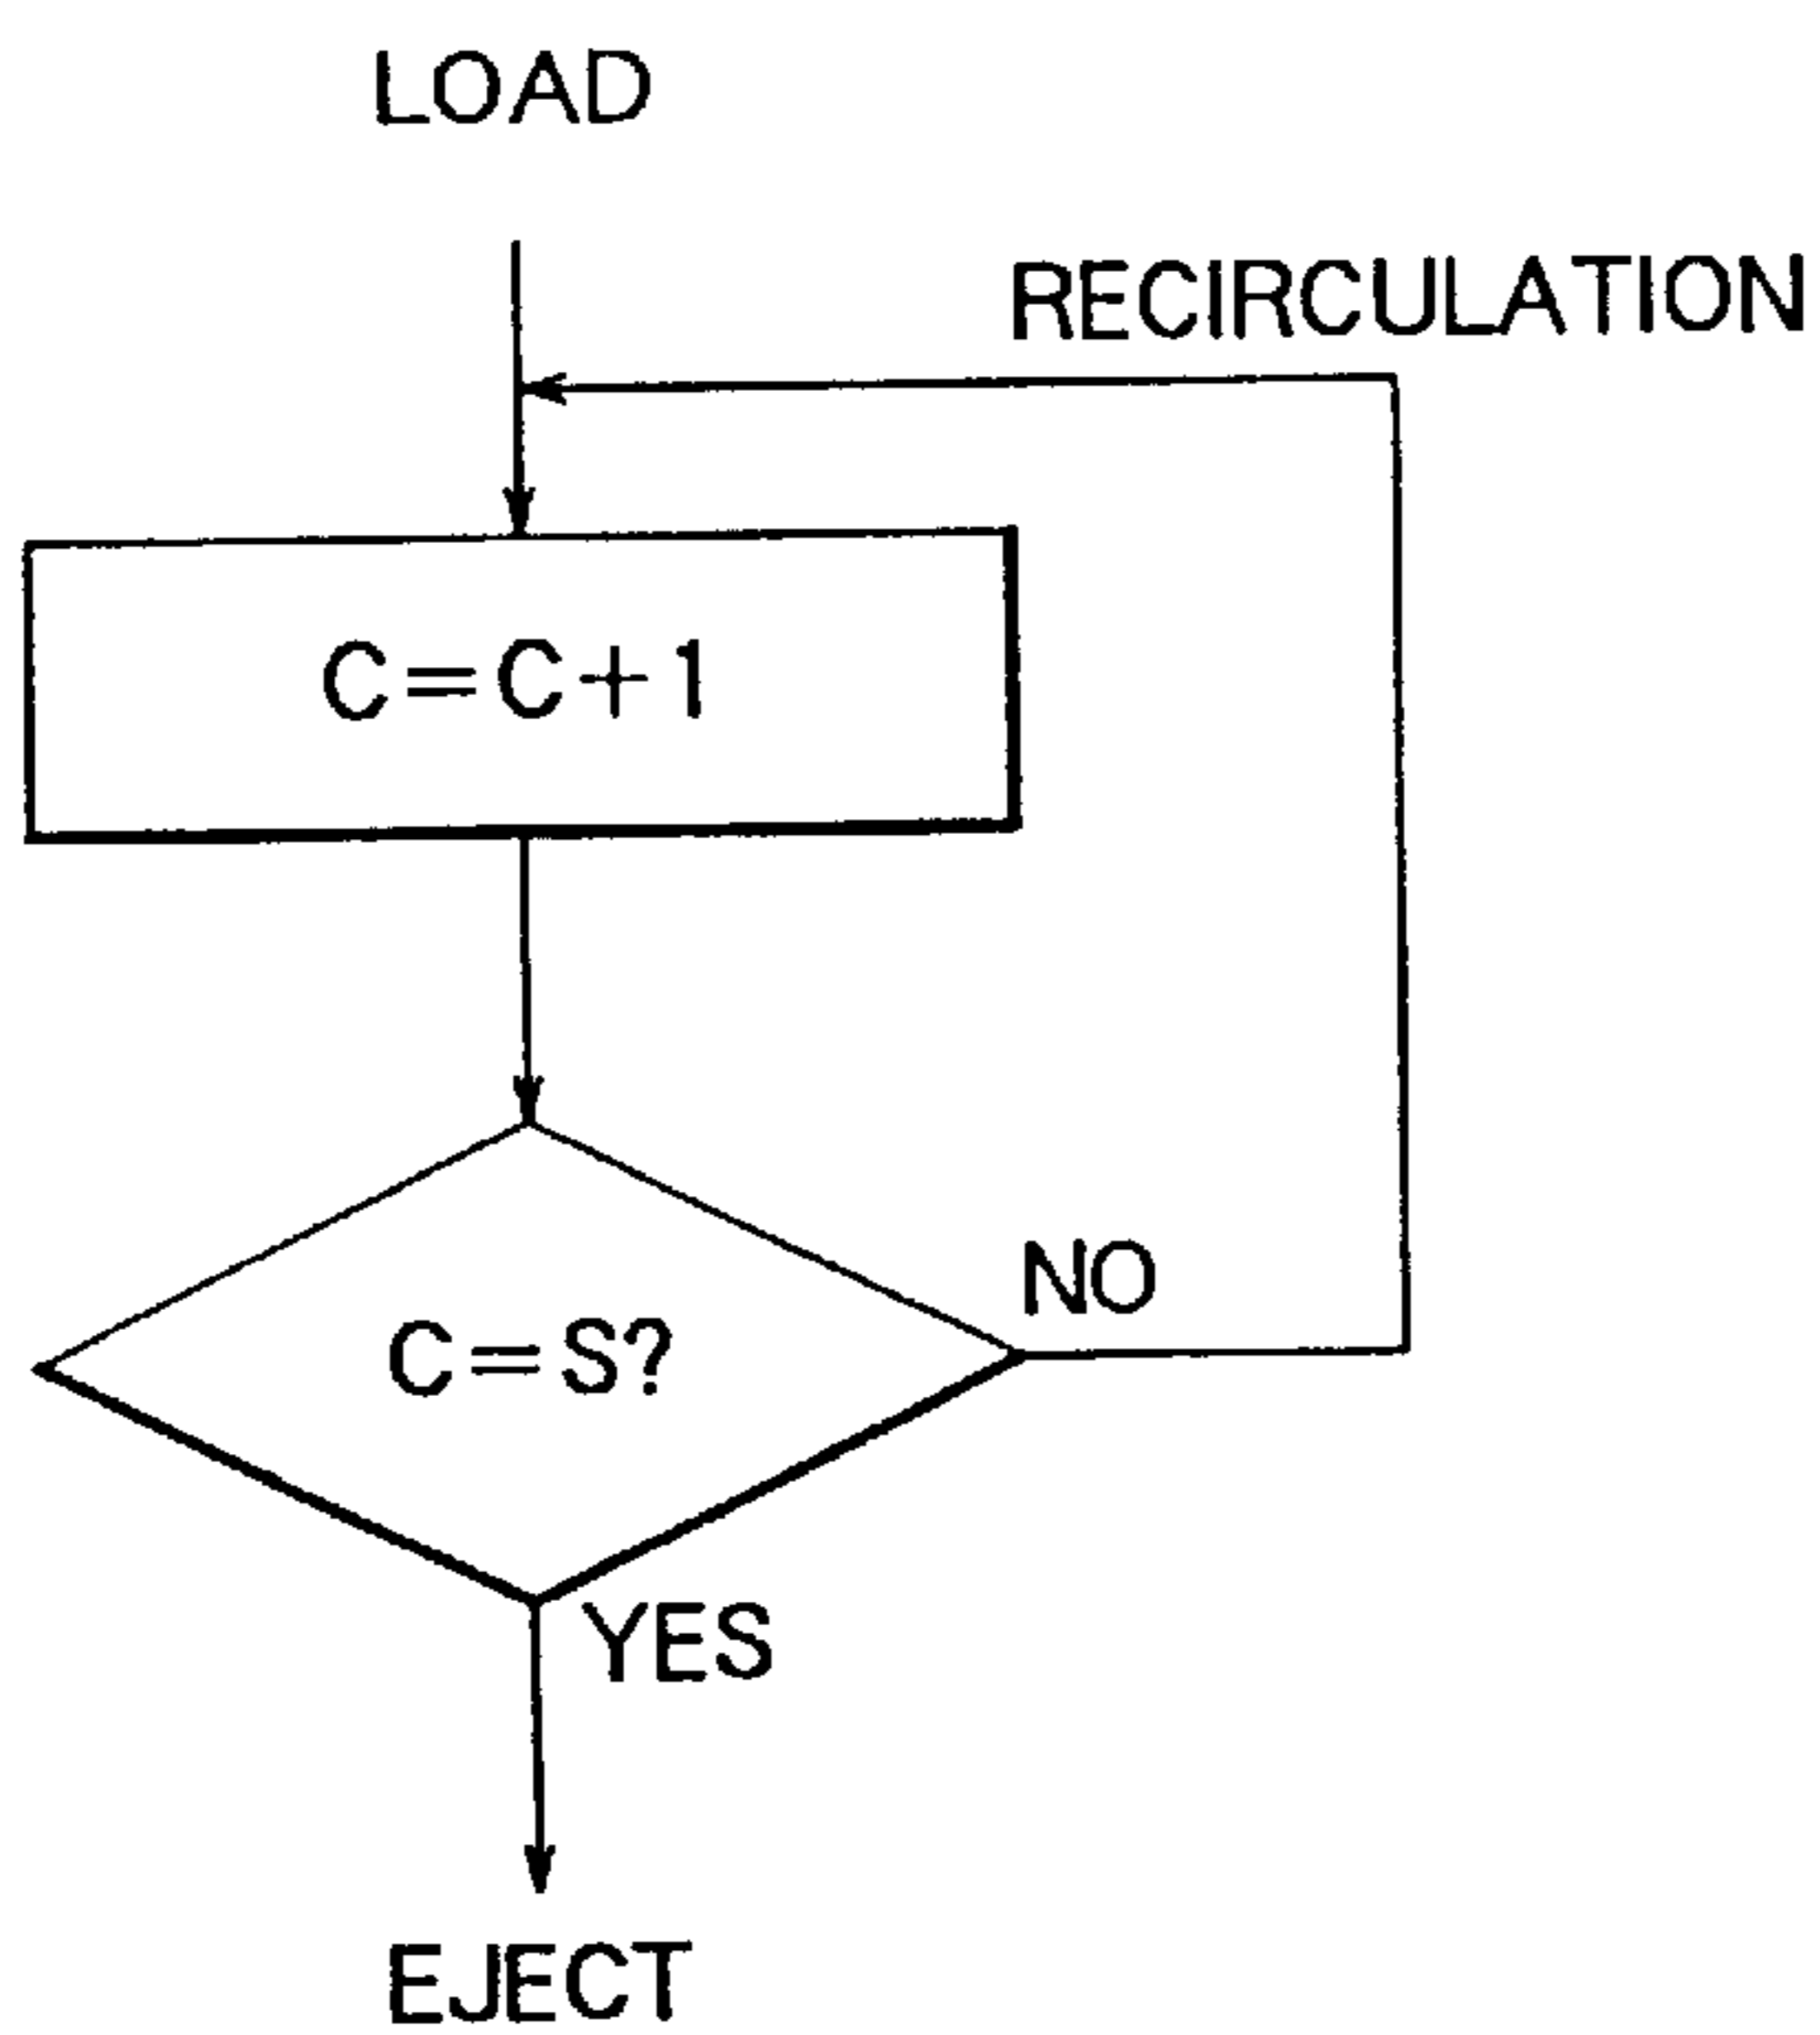 LOAD
RECIRCULATION
C=C+1
C=S?
NO
YES
EJECT